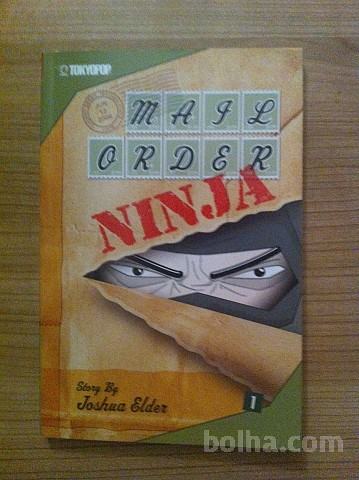 TOKYOPOP
MAIL
ORDER
NINJA
Story By
Joshua Elder
1
bolha.com